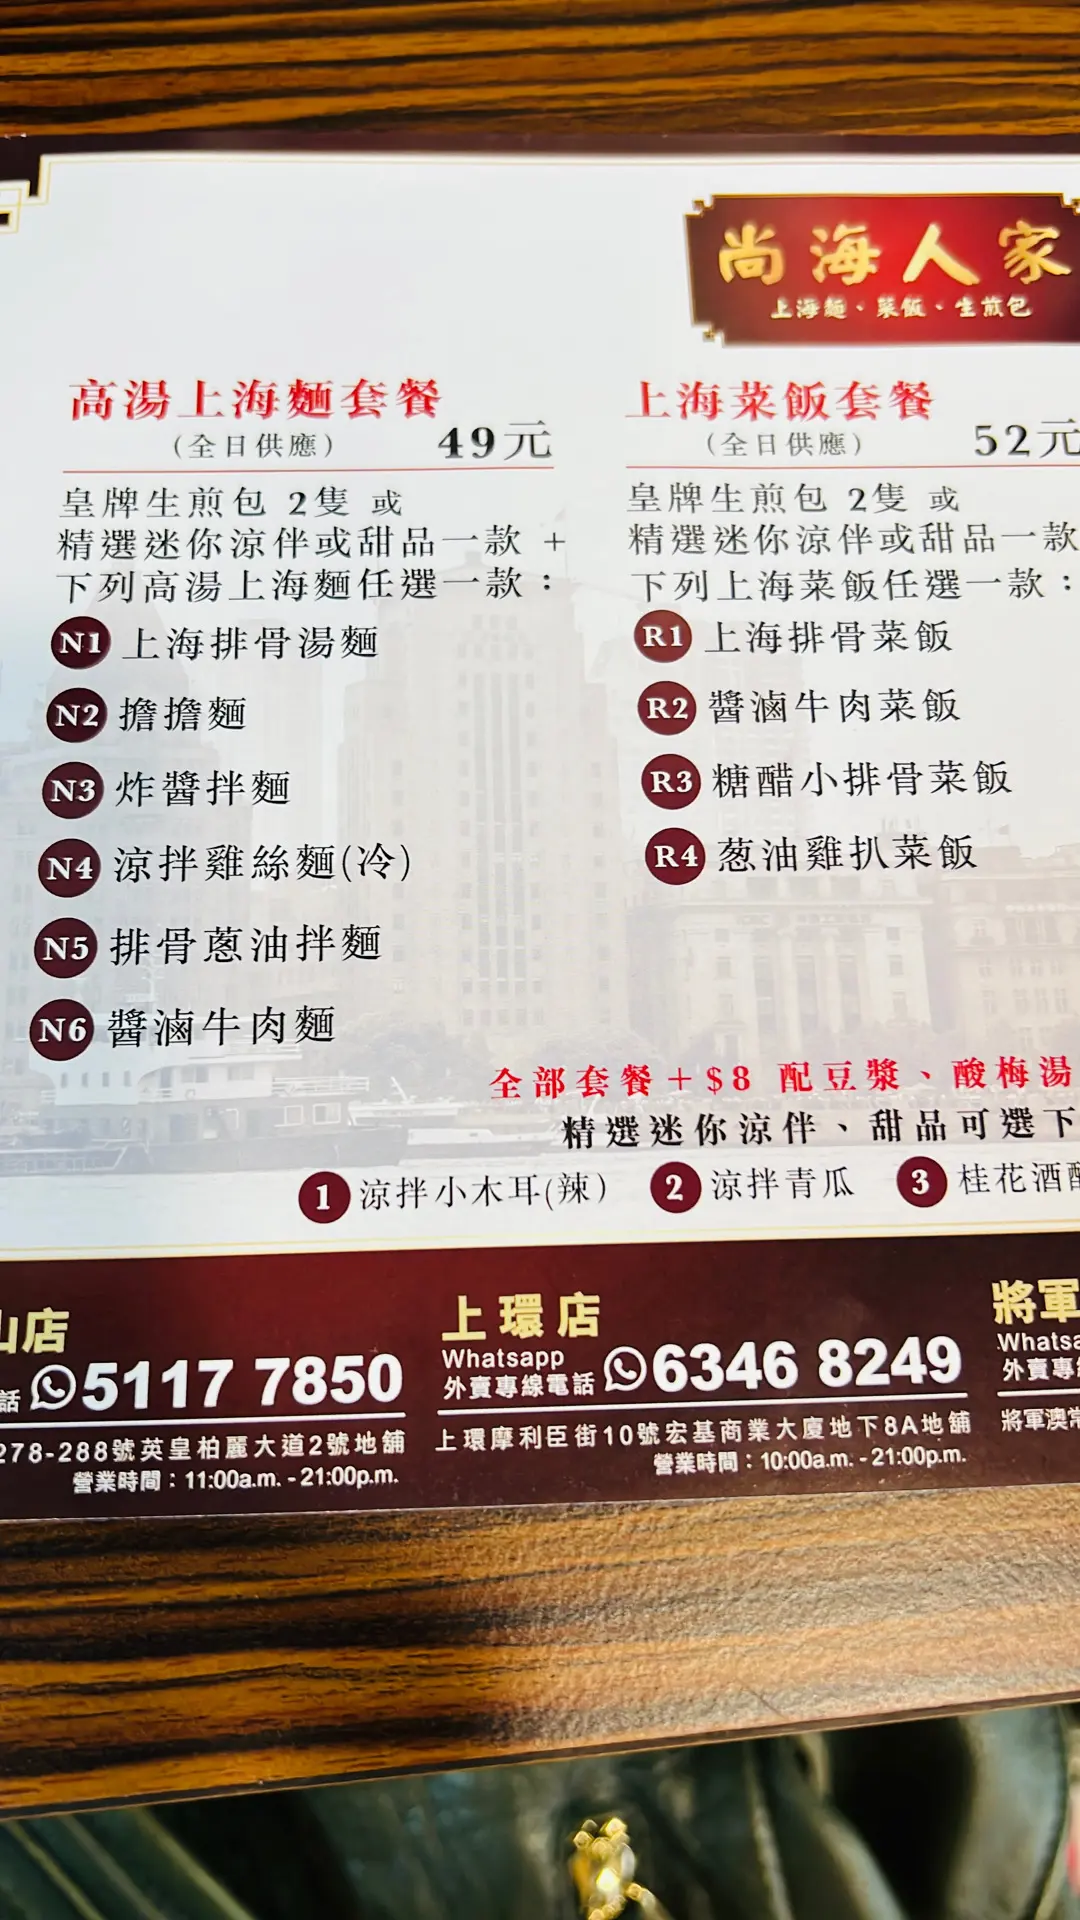 尚海人家
上海麵、菜飯、生煎包
高湯上海麵套餐
(全日供應) 49元
皇牌生煎包 2隻 或
精選迷你涼伴或甜品一款 +
下列高湯上海麵任選一款：
N1 上海排骨湯麵
N2 擔擔麵
N3 炸醬拌麵
N4 涼拌雞絲麵(冷)
N5 排骨蔥油拌麵
N6 醬滷牛肉麵
上海菜飯套餐
(全日供應) 52元
皇牌生煎包 2隻 或
精選迷你涼伴或甜品一款
下列上海菜飯任選一款：
R1 上海排骨菜飯
R2 醬滷牛肉菜飯
R3 糖醋小排骨菜飯
R4 葱油雞扒菜飯
全部套餐+$8 配豆漿、酸梅湯
精選迷你涼伴、甜品可選下
1 涼拌小木耳(辣) 2 涼拌青瓜 3 桂花酒
山店
話 5117 7850
278-288號英皇柏麗大道2號地舖
營業時間：11:00a.m. - 21:00p.m.
上環店
Whatsapp
外賣專線電話 6346 8249
上環摩利臣街10號宏基商業大廈地下8A地舖
營業時間：10:00a.m. - 21:00p.m.
將軍
Whatsa
外賣專
將軍澳